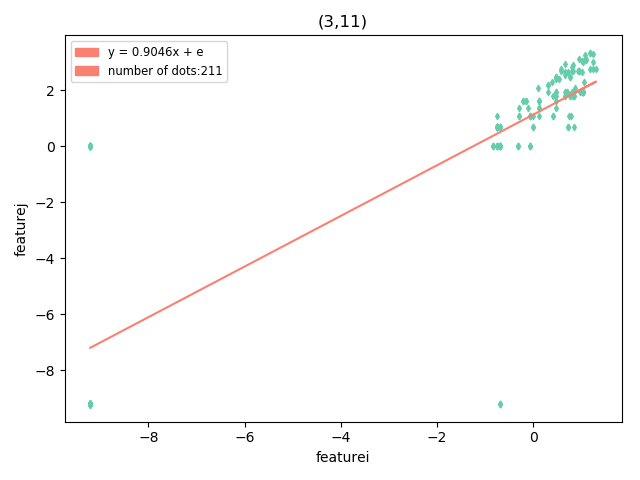 (3,11)
y = 0.9046x + e
number of dots:211
featurej
2
0
−2
−4
−6
−8
−8 −6 −4 −2 0
featurei